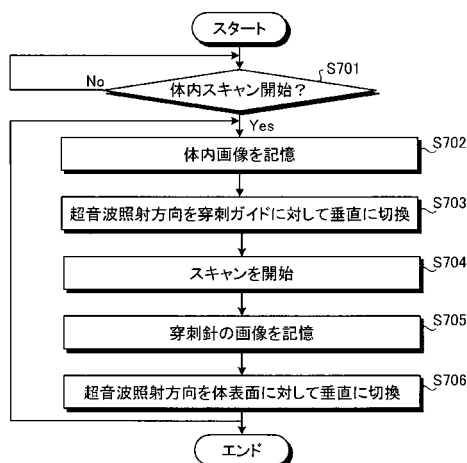 スタート
S701
No
体内スキャン開始?
Yes
S702
体内画像を記憶
S703
超音波照射方向を穿刺ガイドに対して垂直に切換
S704
スキャンを開始
S705
穿刺針の画像を記憶
S706
超音波照射方向を体表面に対して垂直に切換
エンド